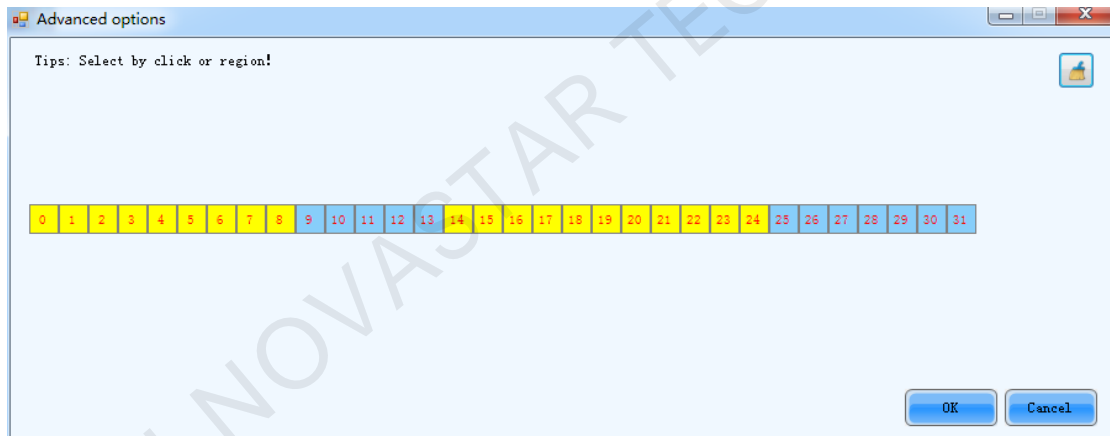 Advanced options
Tips: Select by click or region!
0 1 2 3 4 5 6 7 8 9 10 11 12 13 14 15 16 17 18 19 20 21 22 23 24 25 26 27 28 29 30 31
NOVASTAR TEC
OK Cancel